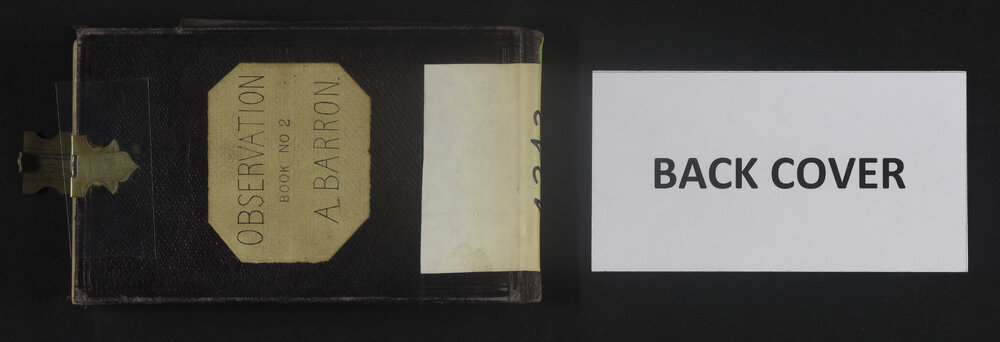 OBSERVATION
BOOK NO 2
A. BARRON.
BACK COVER